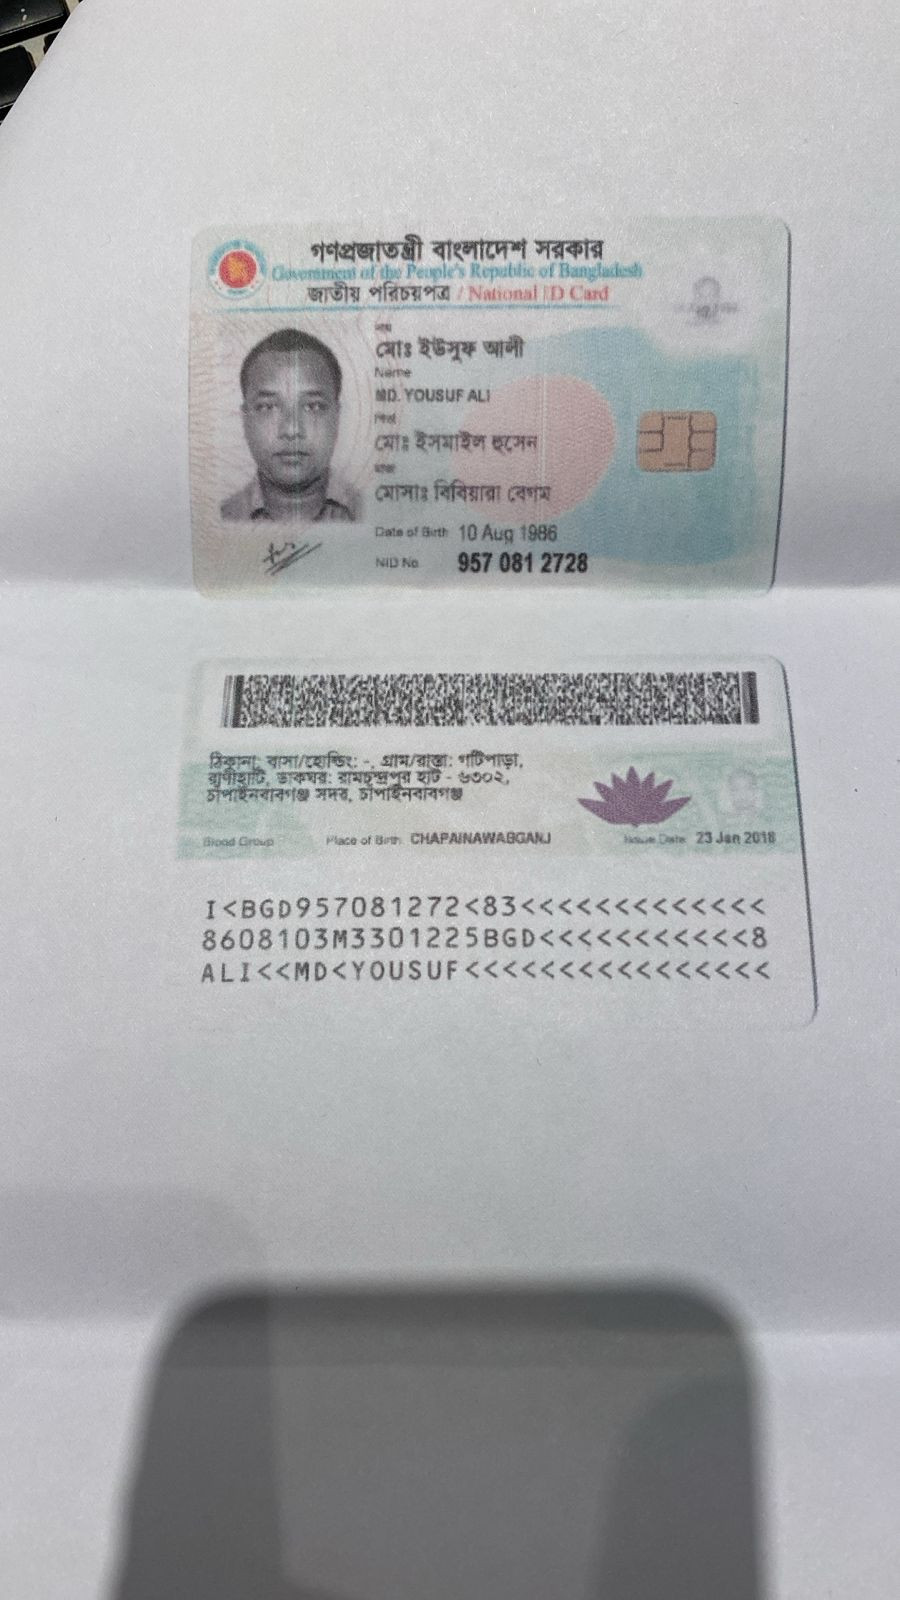 গণপ্রজাতন্ত্রী বাংলাদেশ সরকার
Government of the People's Republic of Bangladesh
জাতীয় পরিচয়পত্র / National ID Card
নাম
মোঃ ইউসুফ আলী
Name
MD. YOUSUF ALI
পিতা
মোঃ ইসমাইল হুসেন
মাতা
মোসাঃ বিবিয়ারা বেগম
Date of Birth 10 Aug 1986
NID No 957 081 2728
ঠিকানা: বাসা/হোল্ডিং: -, গ্রাম/রাস্তা: গটিপাড়া,
রাণীহাটি, ডাকঘর: রামচন্দ্রপুর হাট - ৬৩০২,
চাঁপাইনবাবগঞ্জ সদর, চাঁপাইনবাবগঞ্জ
Blood Group Place of Birth: CHAPAINAWABGANJ Issue Date: 23 Jan 2018
I<BGD957081272<83<<<<<<<<<<<<<
8608103M3301225BGD<<<<<<<<<<<8
ALI<<MD<YOUSUF<<<<<<<<<<<<<<<<